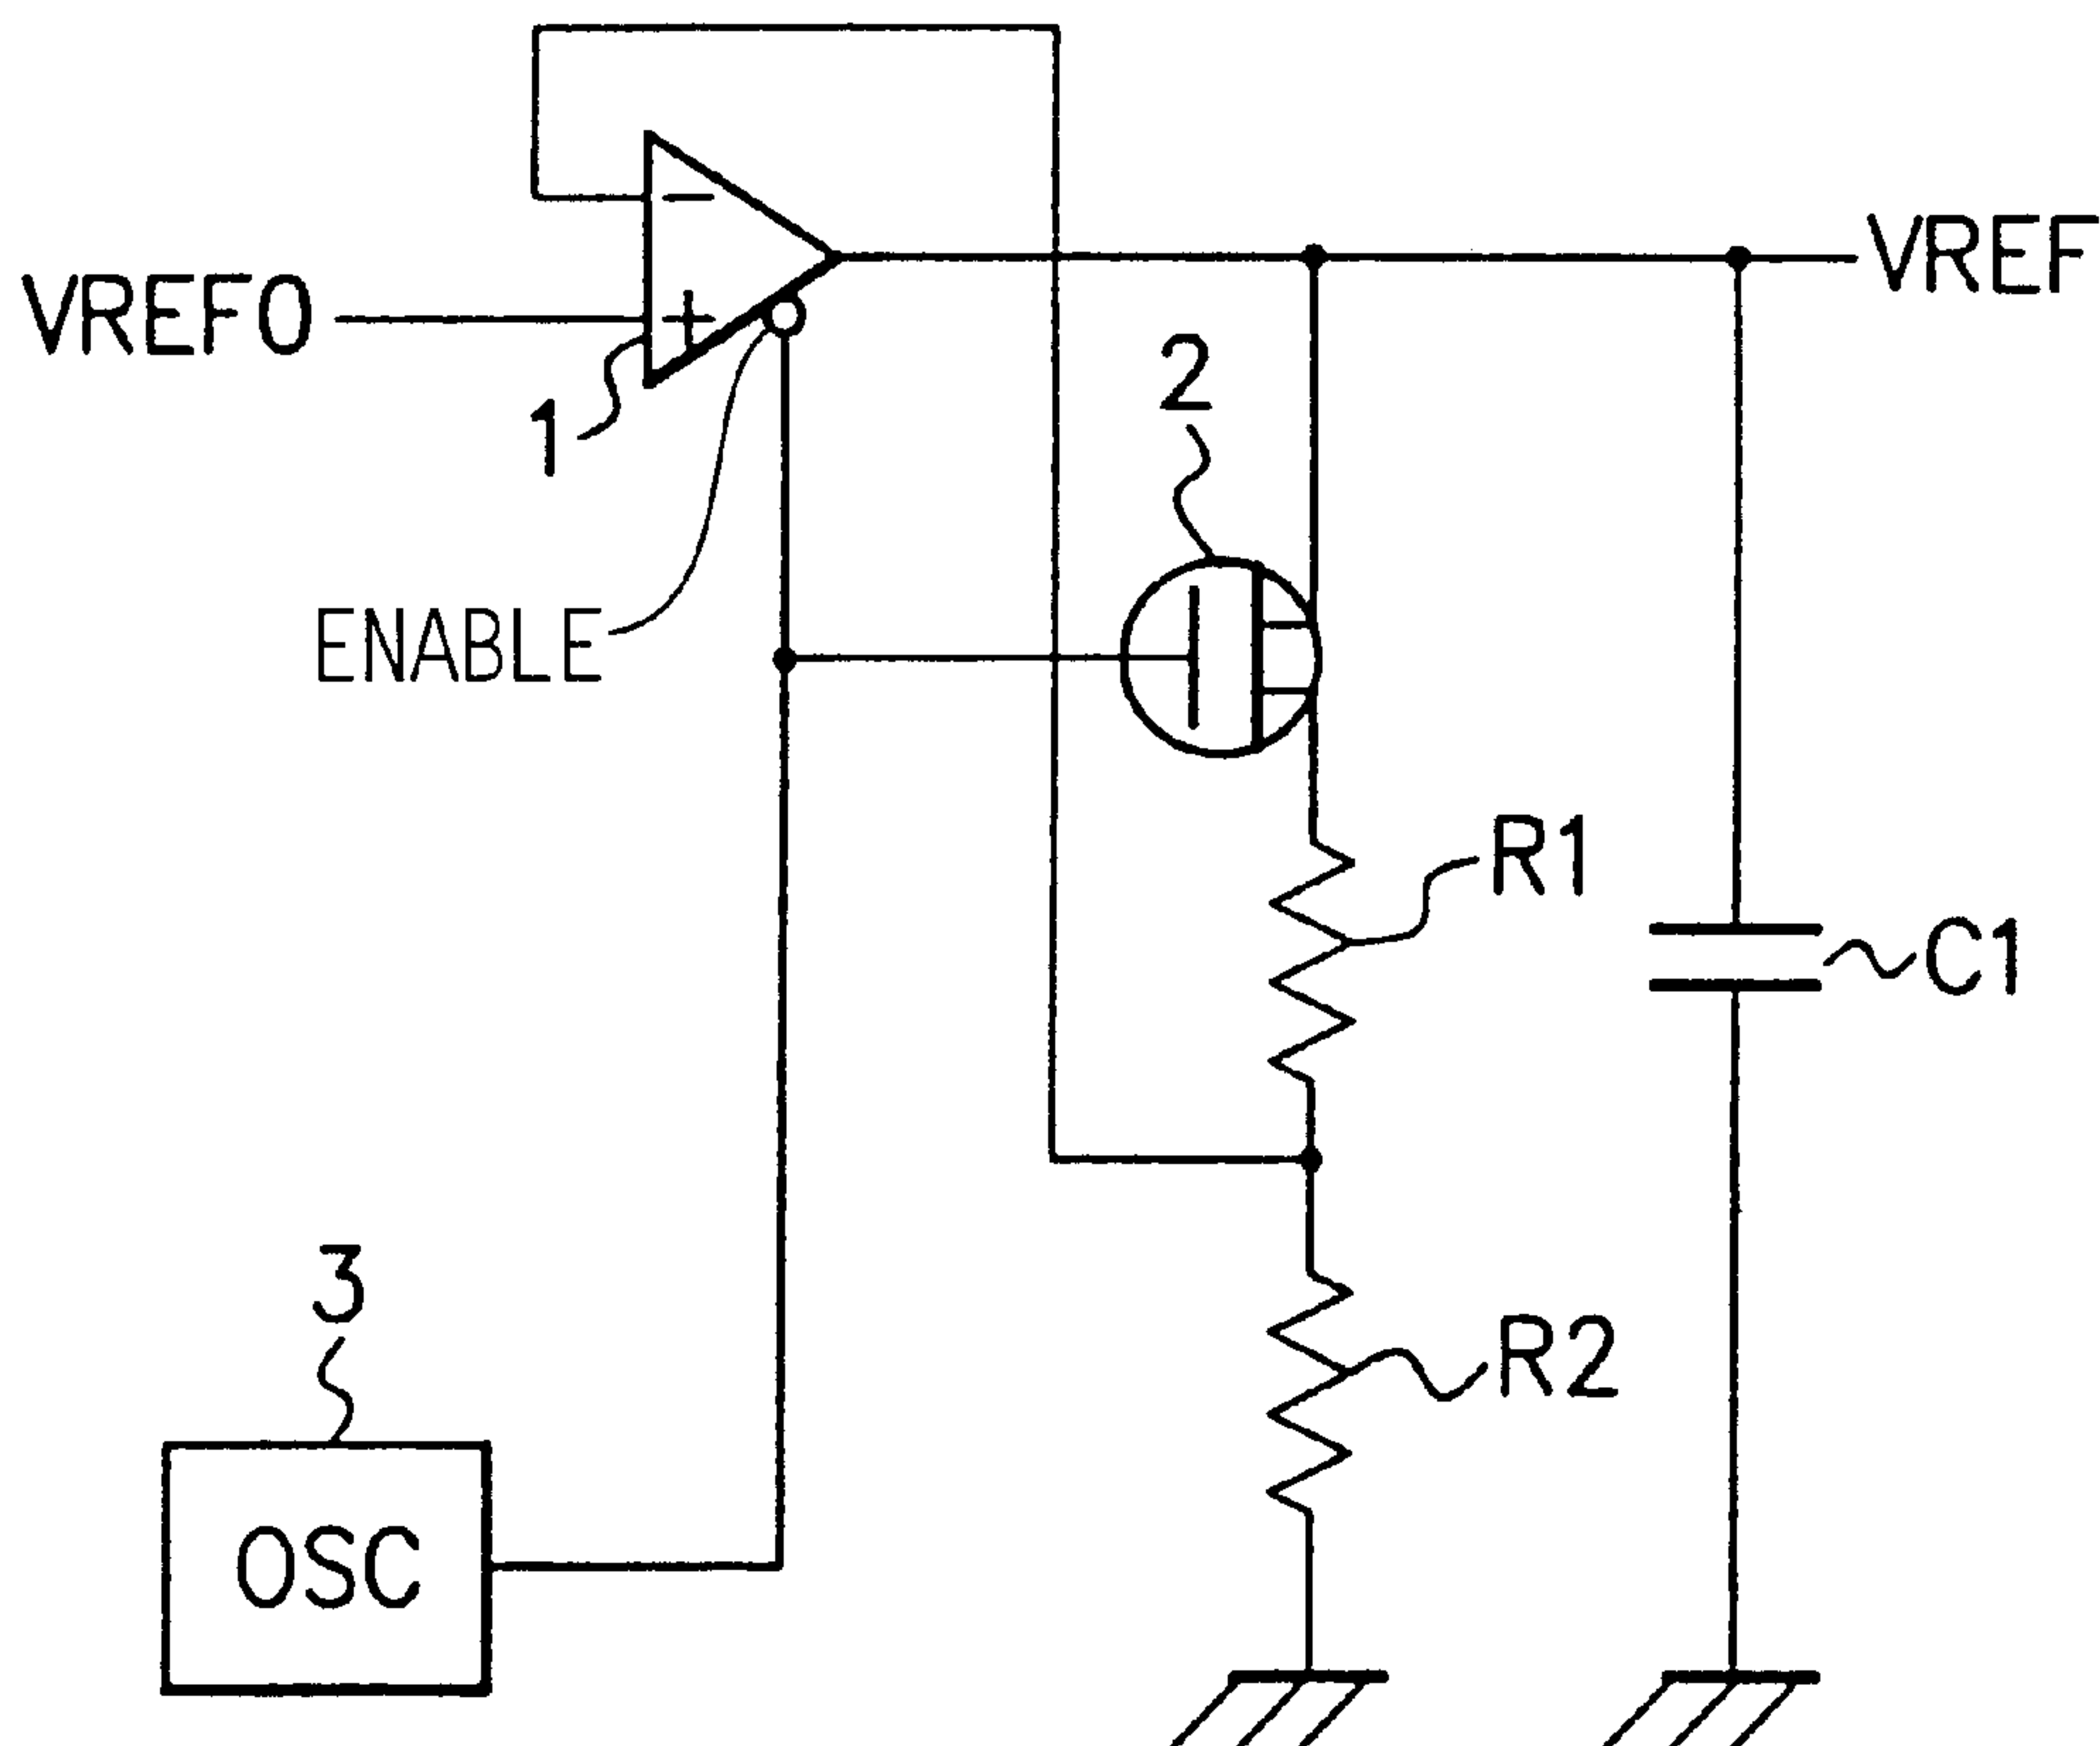 VREF0
VREF
−
+
1
2
ENABLE
R1
C1
3
R2
OSC